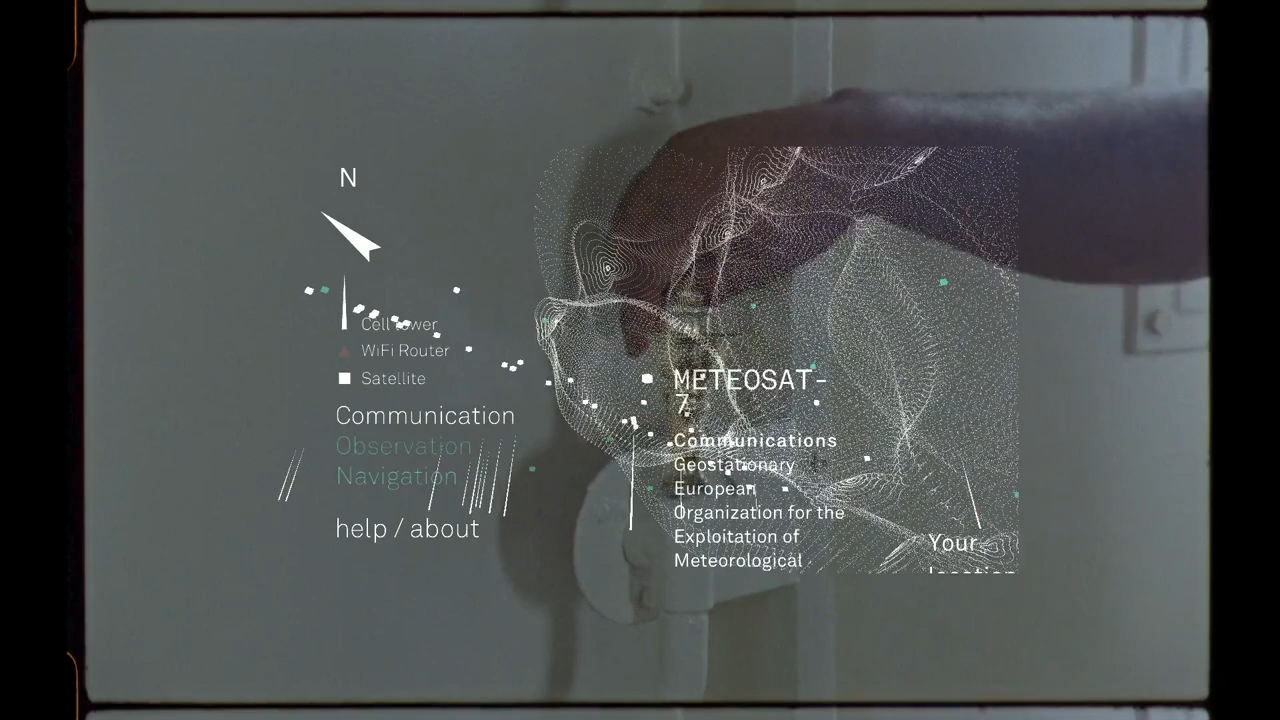 N
Cell tower
WiFi Router
Satellite
Communication
Observation
Navigation
help / about
METEOSAT-
7
Communications
Geostationary
European
Organization for the
Exploitation of
Meteorological
Your
location